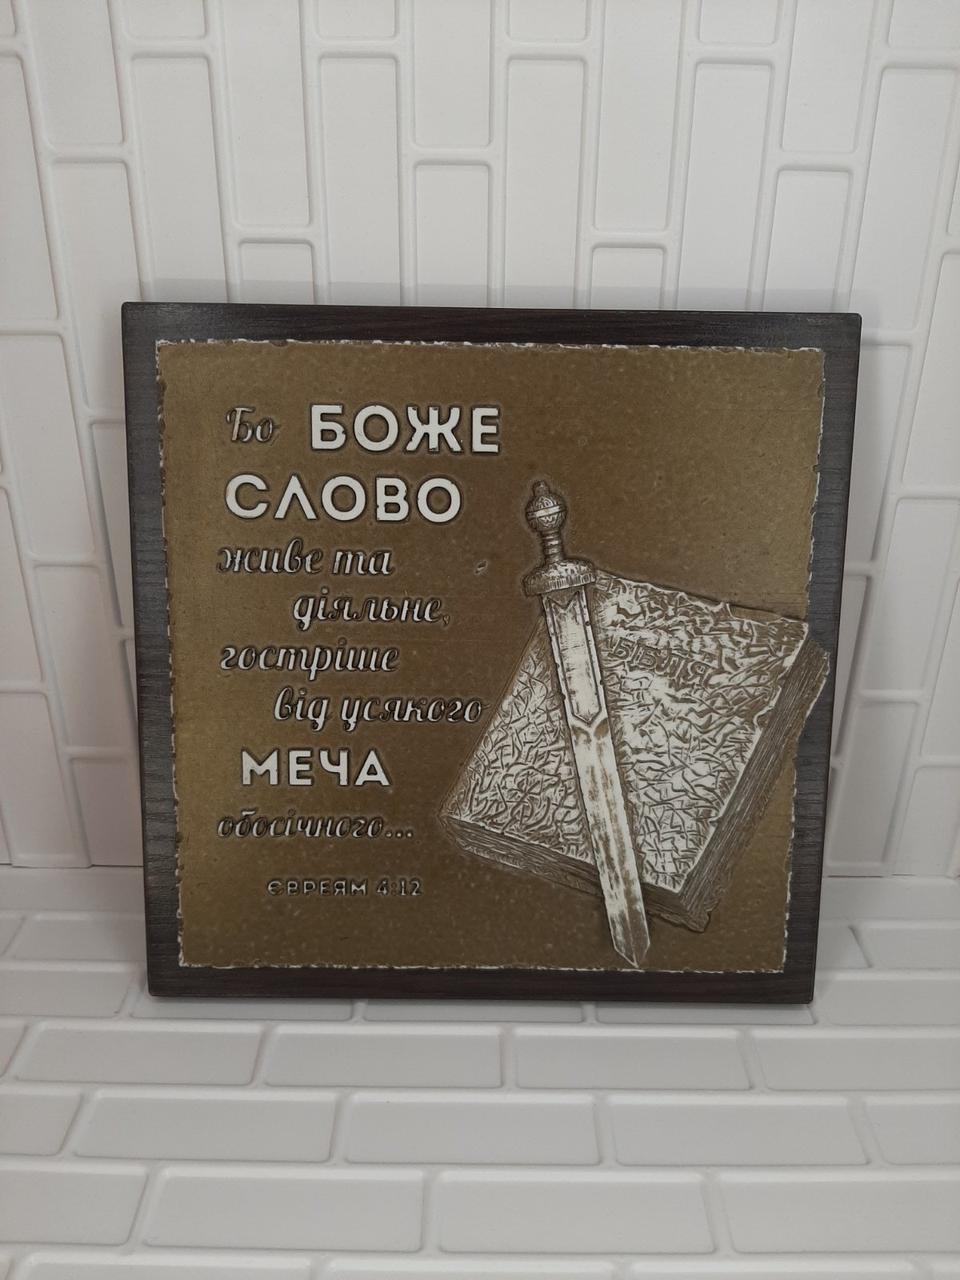 Бо БОЖЕ
СЛОВО
живе та
діяльне,
гостріше
від усякого
МЕЧА
обосічного...
ЄВРЕЯМ 4:12
БІБЛІЯ